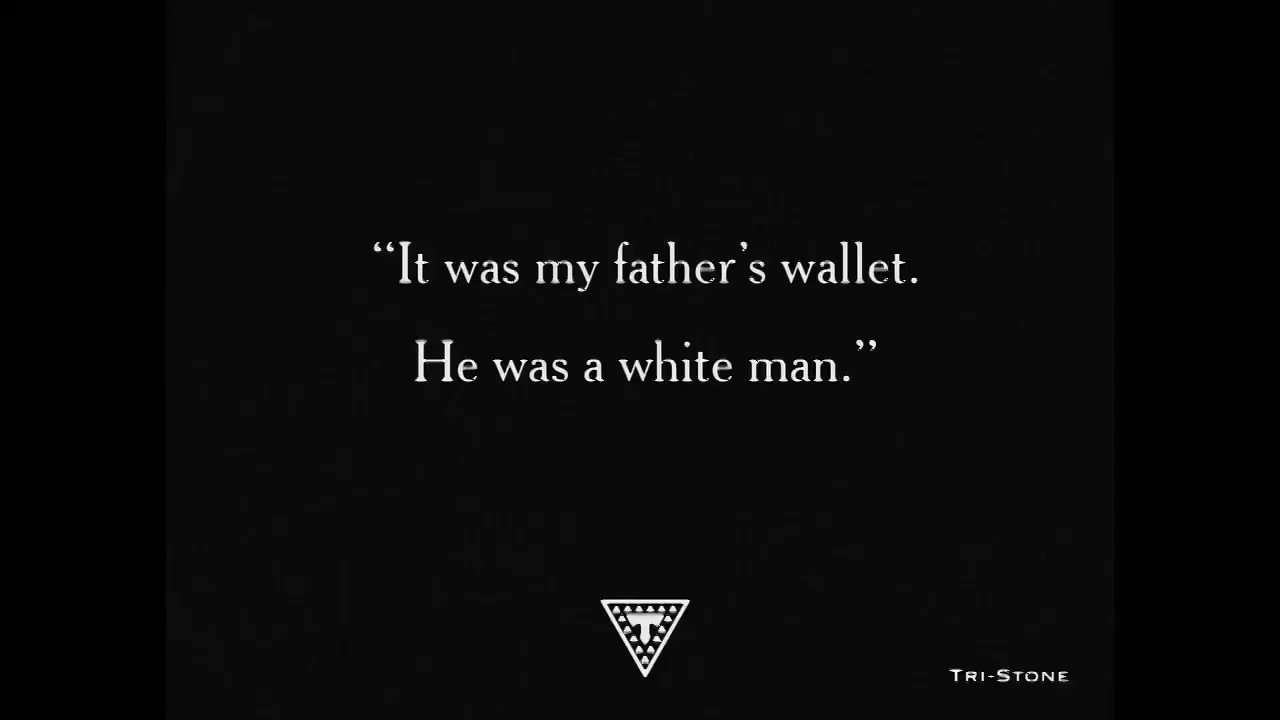 “It was my father’s wallet.
He was a white man.”
T
TRI-STONE